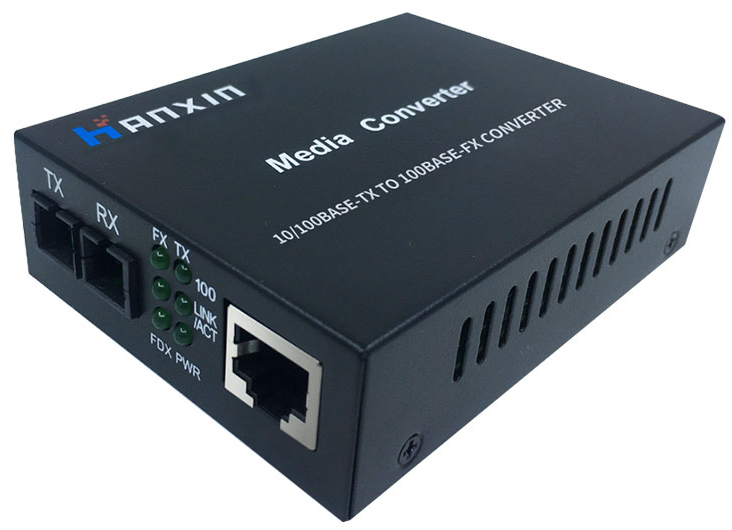 HANXIN
Media Converter
10/100BASE-TX TO 100BASE-FX CONVERTER
TX RX
FX TX
100
LINK
/ACT
FDX PWR